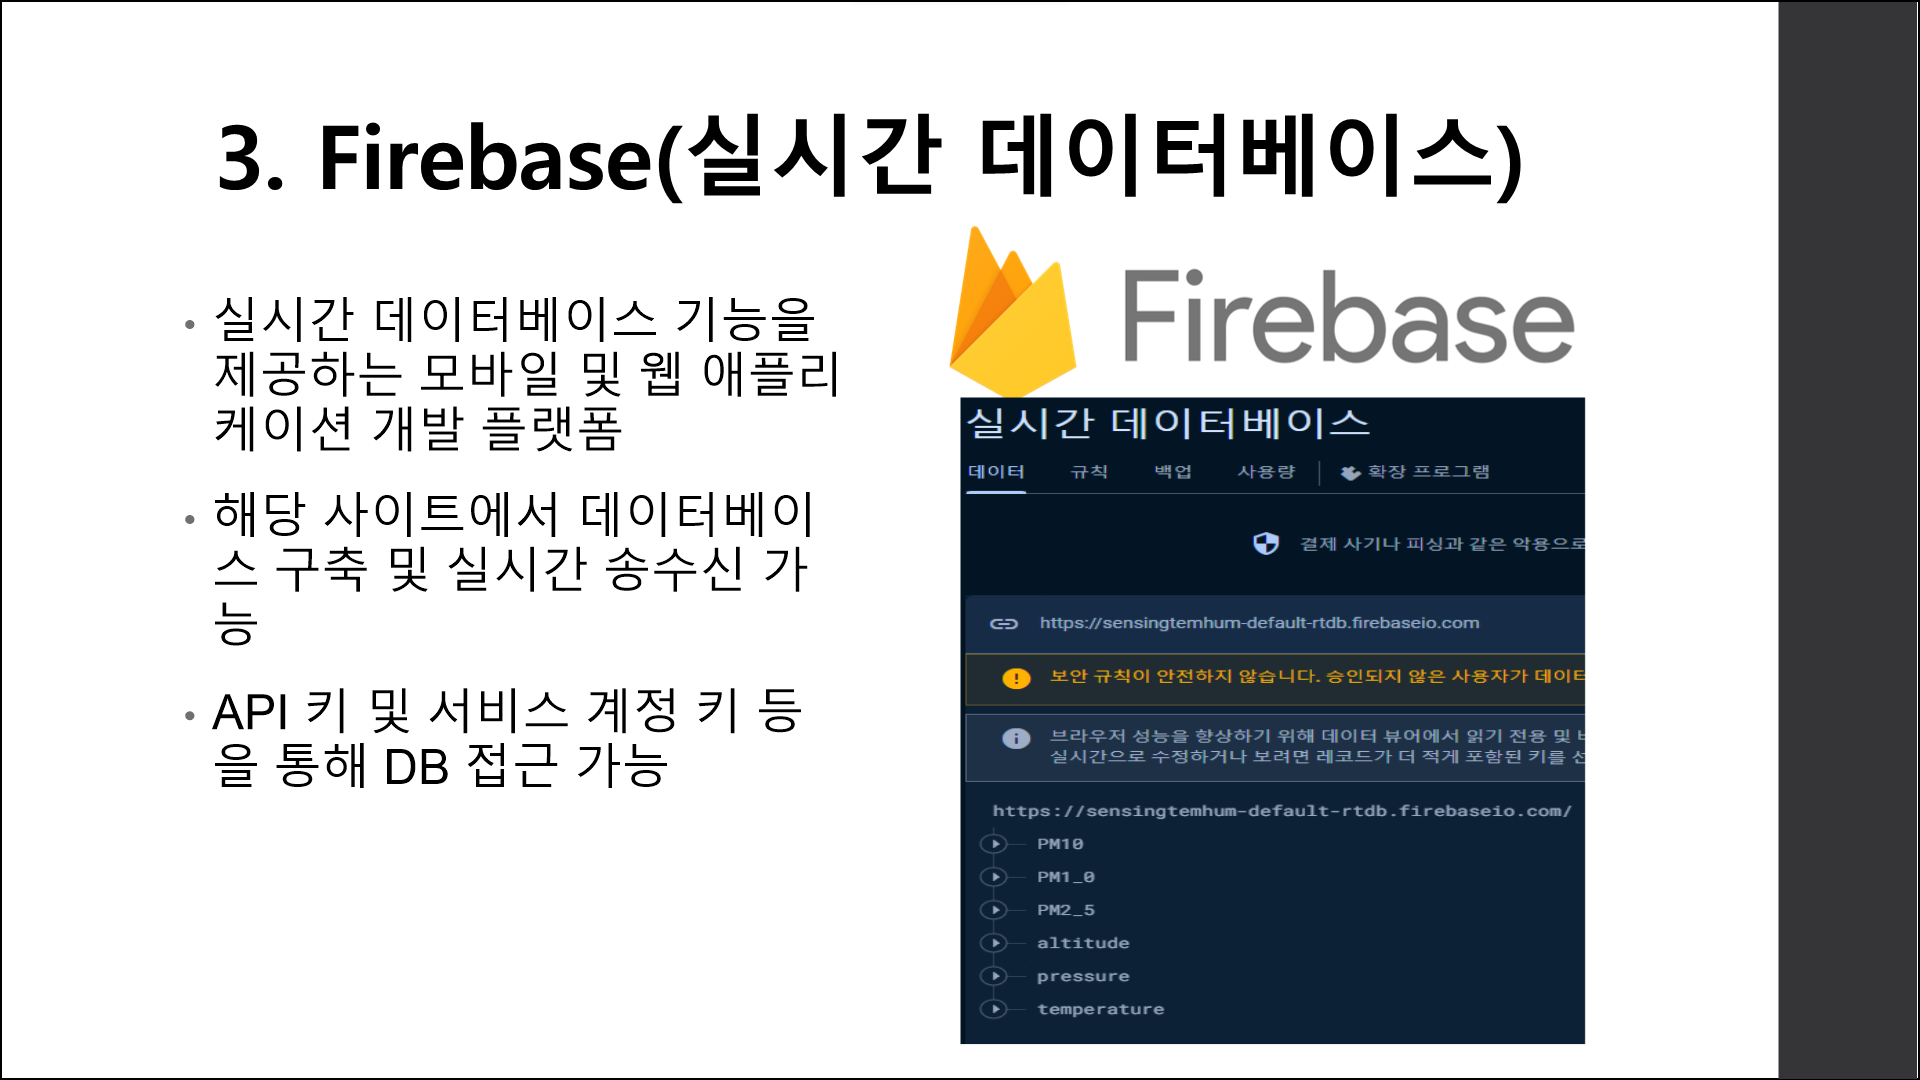 3. Firebase(실시간 데이터베이스)
• 실시간 데이터베이스 기능을
제공하는 모바일 및 웹 애플리
케이션 개발 플랫폼
• 해당 사이트에서 데이터베이
스 구축 및 실시간 송수신 가
능
• API 키 및 서비스 계정 키 등
을 통해 DB 접근 가능
Firebase
실시간 데이터베이스
데이터 규칙 백업 사용량 확장 프로그램
결제 사기나 피싱과 같은 악용으로
https://sensingtemhum-default-rtdb.firebaseio.com
보안 규칙이 안전하지 않습니다. 승인되지 않은 사용자가 데이터
브라우저 성능을 향상하기 위해 데이터 뷰어에서 읽기 전용 및
실시간으로 수정하거나 보려면 레코드가 더 적게 포함된 키를
https://sensingtemhum-default-rtdb.firebaseio.com/
PM10
PM1_0
PM2_5
altitude
pressure
temperature